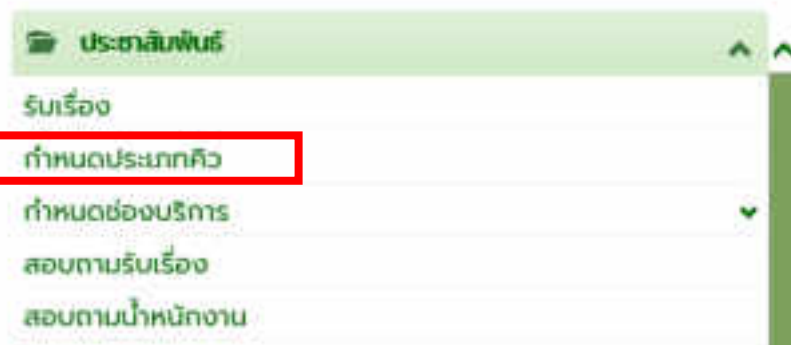 ประชาสัมพันธ์
รับเรื่อง
กำหนดประเภทคิว
กำหนดช่องบริการ
สอบถามรับเรื่อง
สอบถามน้ำหนักงาน